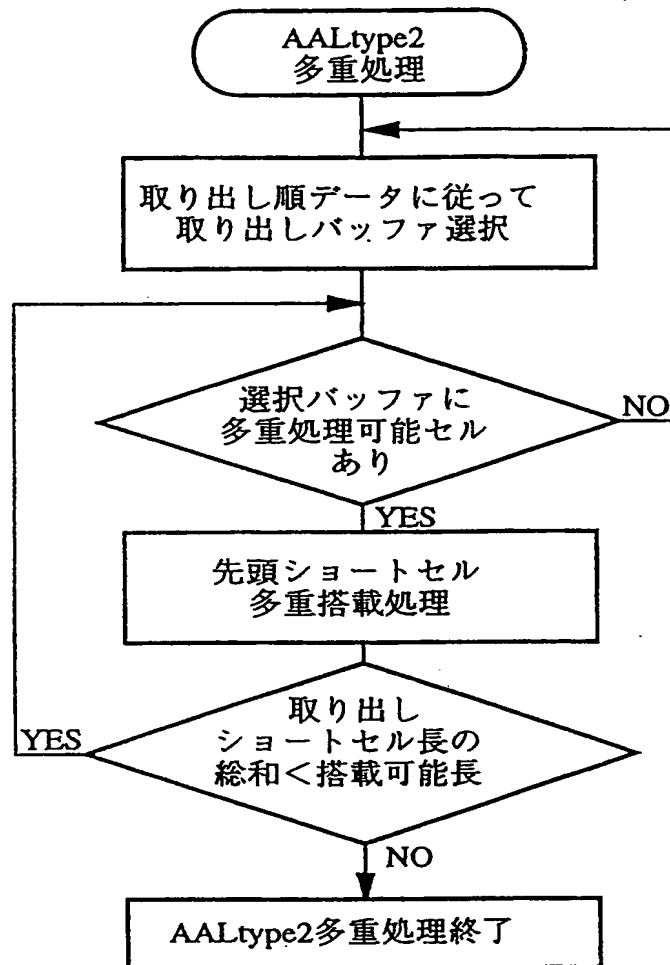 AALtype2
多重処理
取り出し順データに従って
取り出しバッファ選択
選択バッファに
多重処理可能セル
あり
NO
YES
先頭ショートセル
多重搭載処理
取り出し
ショートセル長の
総和<搭載可能長
YES
NO
AALtype2多重処理終了